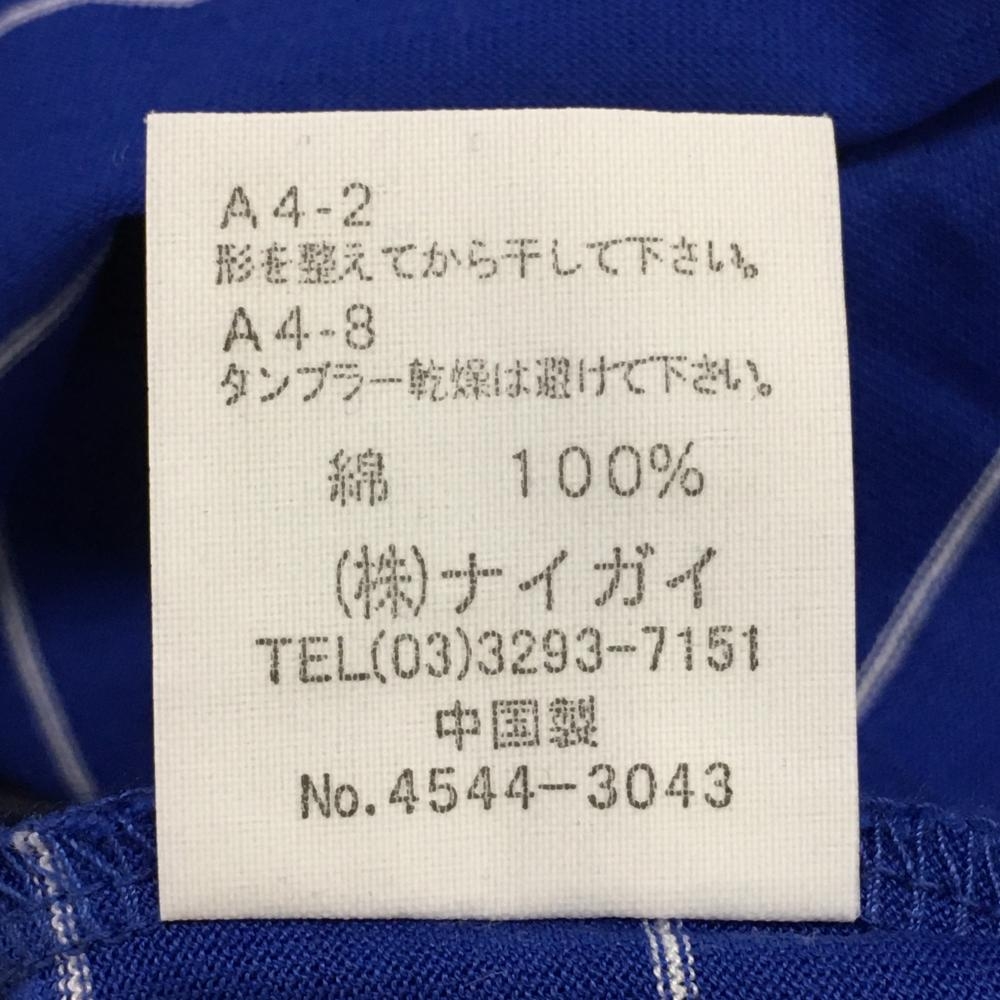 A4-2
形を整えてから干して下さい。
A4-8
タンブラー乾燥は避けて下さい。
綿 100%
(株)ナイガイ
TEL(03)3293-7151
中国製
No.4544-3043